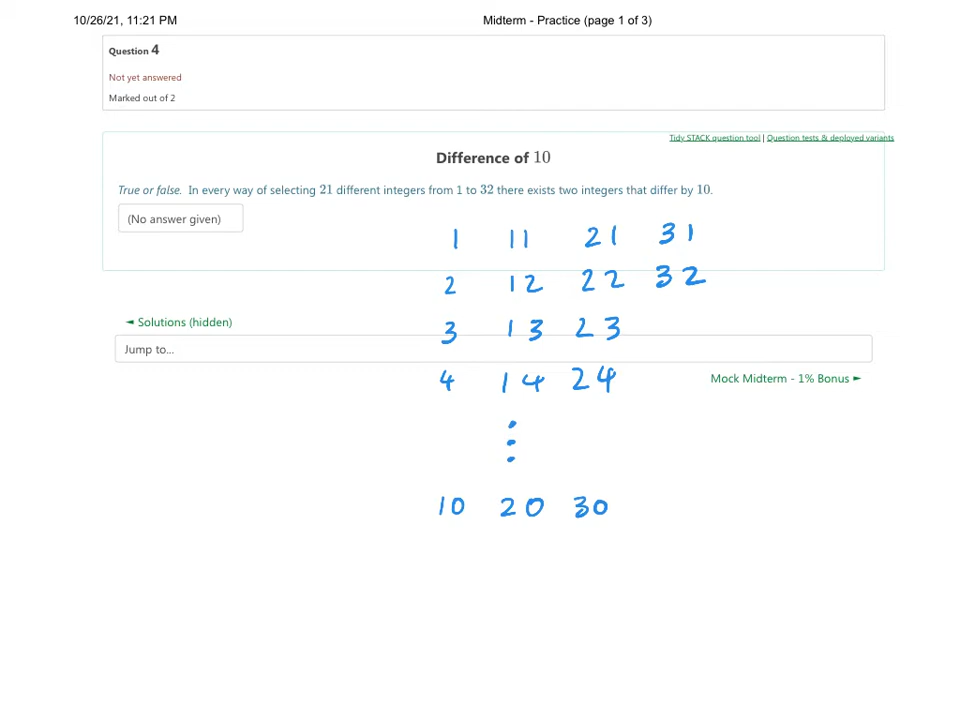 10/26/21, 11:21 PM Midterm - Practice (page 1 of 3)
Question 4
Not yet answered
Marked out of 2
Tidy STACK question tool | Question tests & deployed variants
Difference of 10
True or false. In every way of selecting 21 different integers from 1 to 32 there exists two integers that differ by 10.
(No answer given)
1 11 21 31
2 12 22 32
◄ Solutions (hidden)
3 13 23
Jump to...
4 14 24
Mock Midterm - 1% Bonus ►
⋮
10 20 30